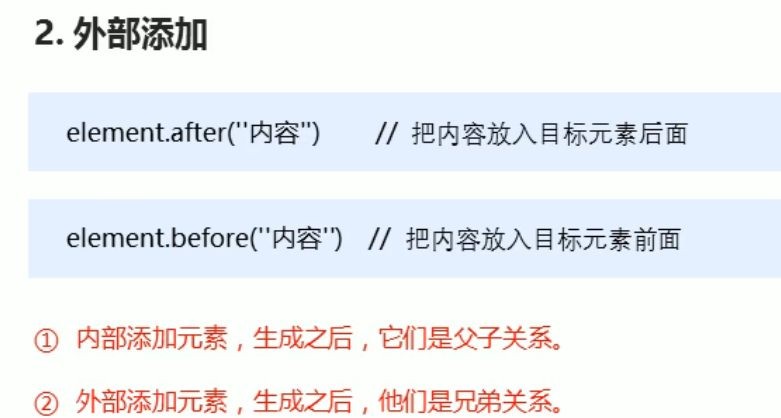 2. 外部添加
element.after(''内容'') // 把内容放入目标元素后面
element.before(''内容'') // 把内容放入目标元素前面
① 内部添加元素，生成之后，它们是父子关系。
② 外部添加元素，生成之后，他们是兄弟关系。